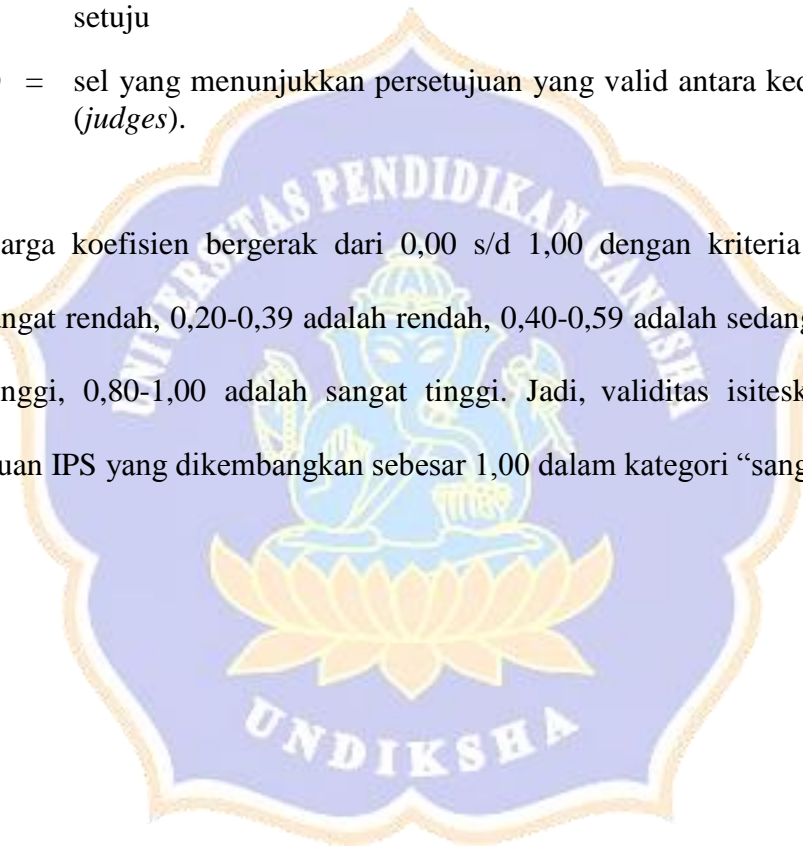 setuju
= sel yang menunjukkan persetujuan yang valid antara
(judges).
UNIVERSITAS PENDIDIKAN GANESHA
arga koefisien bergerak dari 0,00 s/d 1,00 dengan kriteria
ngat rendah, 0,20-0,39 adalah rendah, 0,40-0,59 adalah sedang
nggi, 0,80-1,00 adalah sangat tinggi. Jadi, validitas isitesk
uan IPS yang dikembangkan sebesar 1,00 dalam kategori “sang
UNDIKSHA